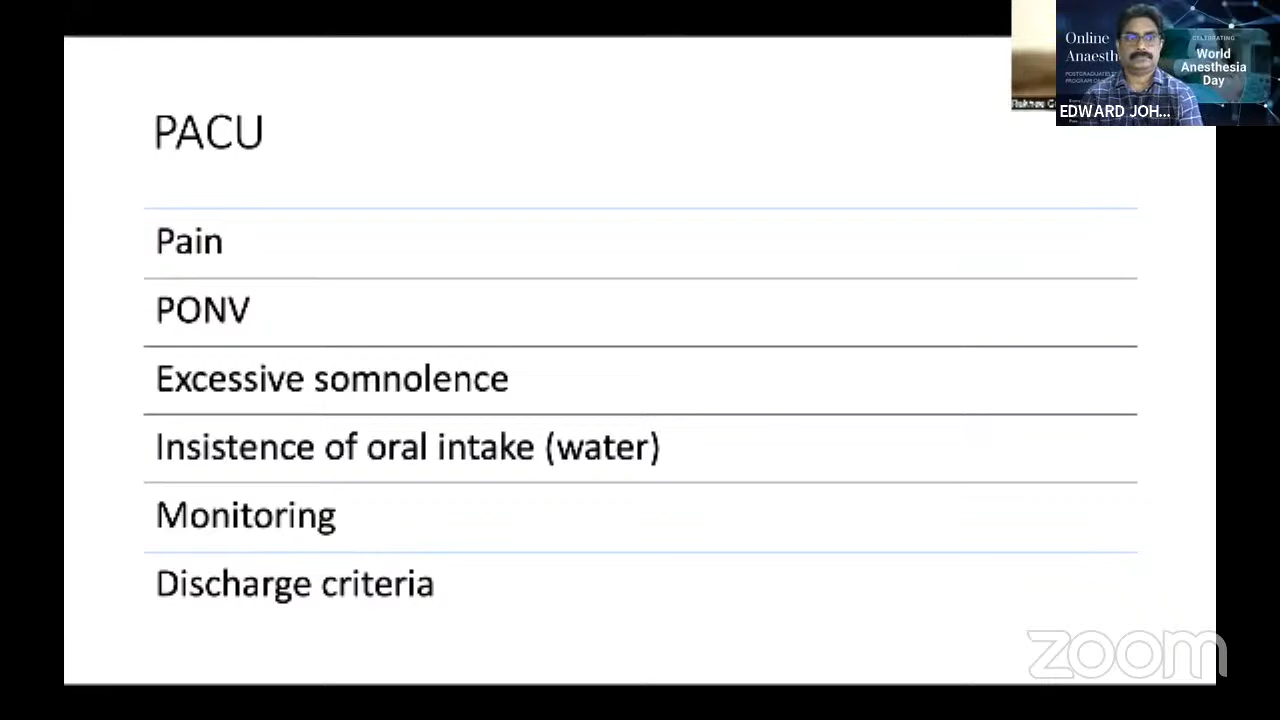 PACU
Pain
PONV
Excessive somnolence
Insistence of oral intake (water)
Monitoring
Discharge criteria
Online
Anaesth
CELEBRATING
World
Anesthesia
Day
EDWARD JOH...
zoom